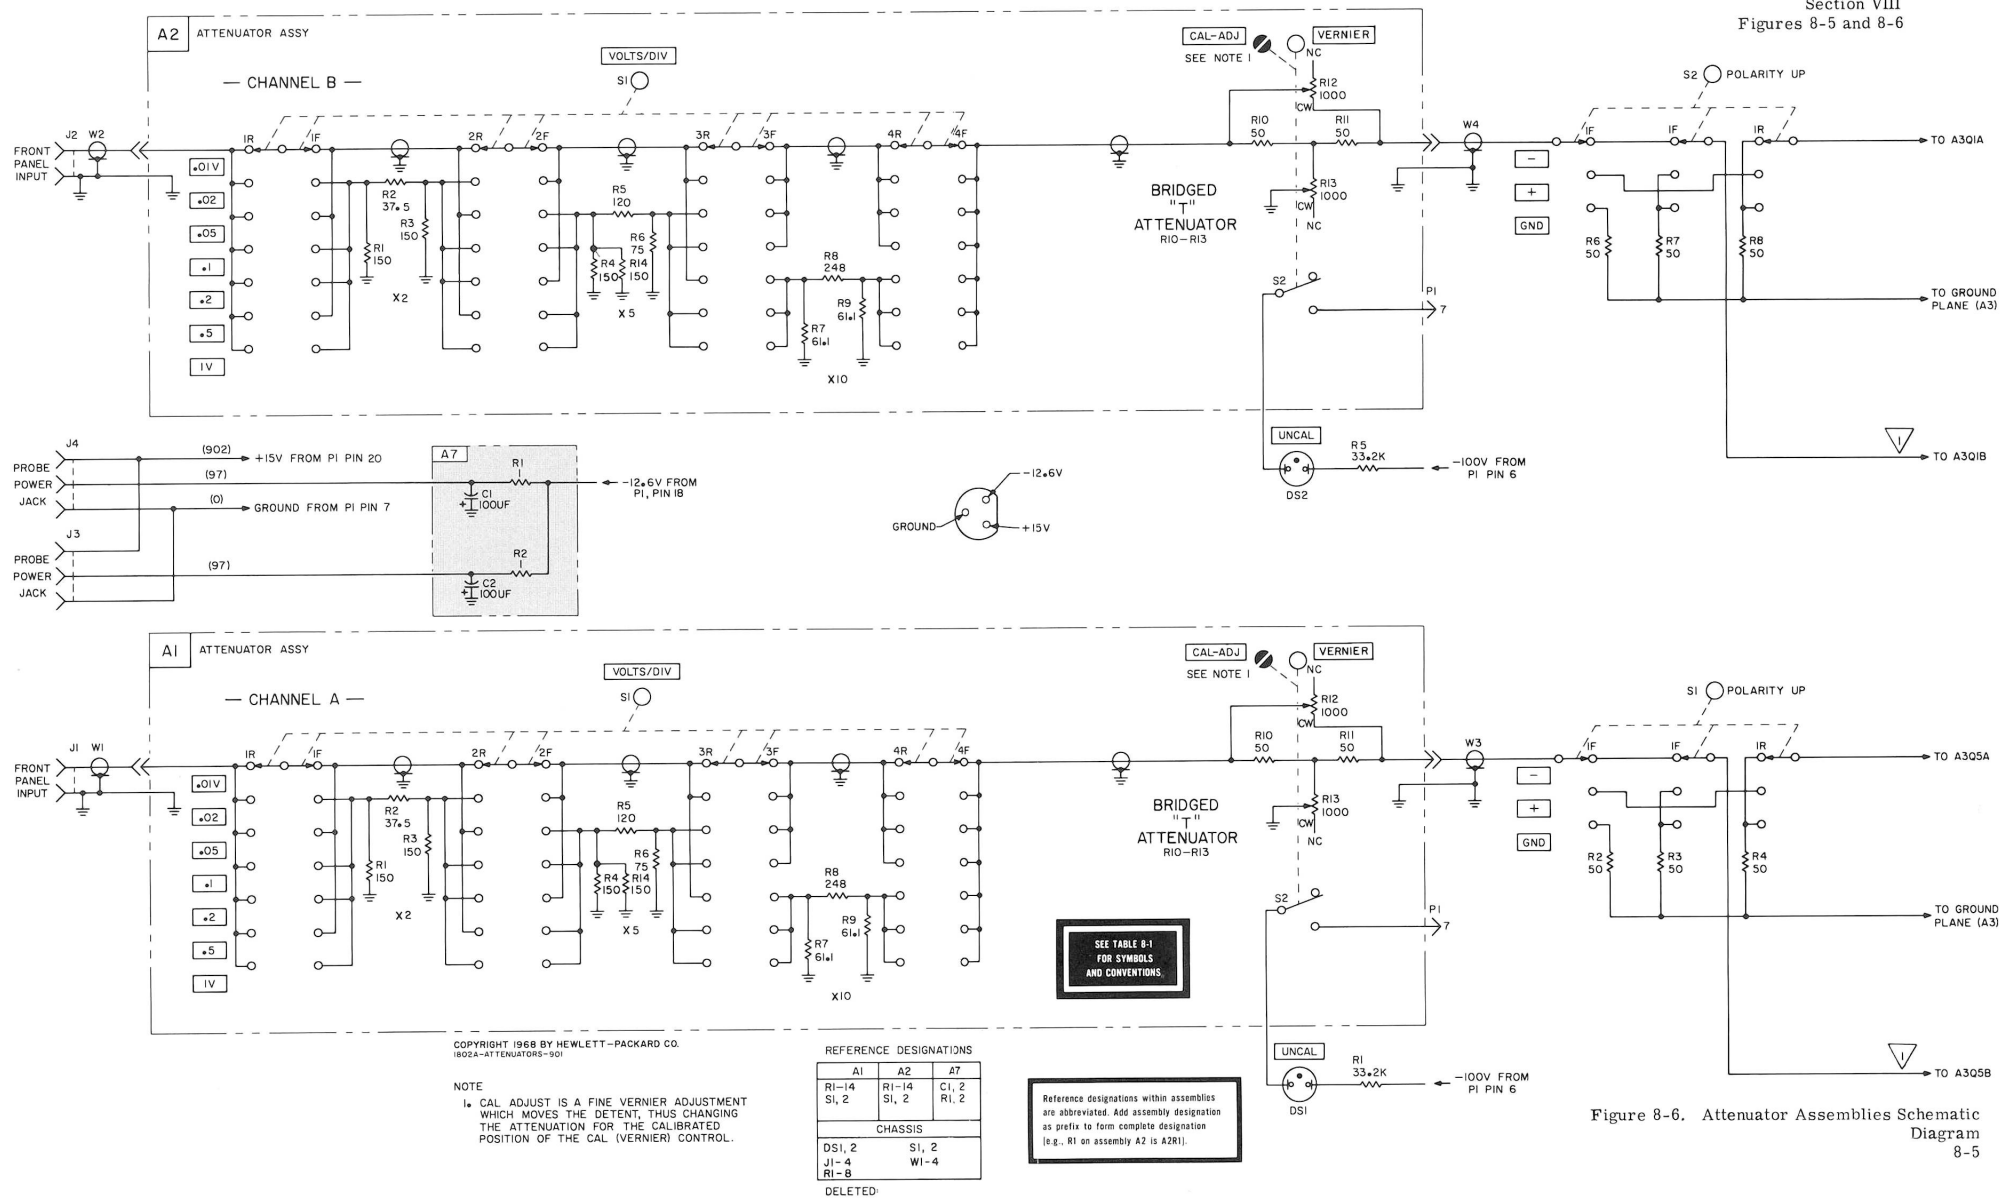 Section VIII
Figures 8-5 and 8-6
A2 ATTENUATOR ASSY
— CHANNEL B —
VOLTS/DIV
S1
CAL-ADJ
SEE NOTE 1
VERNIER
NC
R12
1000
CW
S2 POLARITY UP
J2 W2
FRONT
PANEL
INPUT
1R 1F 2R 2F 3R 3F 4R 4F
.01V
.02
.05
.1
.2
.5
1V
R2
37.5
R3
150
R1
150
X2
R5
120
R6
75
R4
150
R14
150
X5
R8
248
R9
61.1
R7
61.1
X10
BRIDGED
"T"
ATTENUATOR
R10-R13
R10
50
R11
50
R13
1000
CW
NC
S2
P1
7
W4
1F 1F 1R
-
+
GND
R6
50
R7
50
R8
50
TO A3Q1A
TO GROUND
PLANE (A3)
1
TO A3Q1B
UNCAL
DS2
R5
33.2K
-100V FROM
P1 PIN 6
J4
PROBE
POWER
JACK
(902)
+15V FROM P1 PIN 20
(97)
(0)
GROUND FROM P1 PIN 7
J3
PROBE
POWER
JACK
(97)
A7
R1
C1
+
100UF
R2
C2
+
100UF
-12.6V FROM
P1, PIN 18
-12.6V
GROUND
+15V
A1 ATTENUATOR ASSY
— CHANNEL A —
VOLTS/DIV
S1
CAL-ADJ
SEE NOTE 1
VERNIER
NC
R12
1000
CW
S1 POLARITY UP
J1 W1
FRONT
PANEL
INPUT
1R 1F 2R 2F 3R 3F 4R 4F
.01V
.02
.05
.1
.2
.5
1V
R2
37.5
R3
150
R1
150
X2
R5
120
R6
75
R4
150
R14
150
X5
R8
248
R9
61.1
R7
61.1
X10
BRIDGED
"T"
ATTENUATOR
R10-R13
R10
50
R11
50
R13
1000
CW
NC
S2
P1
7
W3
1F 1F 1R
-
+
GND
R2
50
R3
50
R4
50
TO A3Q5A
TO GROUND
PLANE (A3)
1
TO A3Q5B
SEE TABLE 8-1
FOR SYMBOLS
AND CONVENTIONS
UNCAL
DS1
R1
33.2K
-100V FROM
P1 PIN 6
COPYRIGHT 1968 BY HEWLETT-PACKARD CO.
1802A-ATTENUATORS-901
NOTE
1. CAL ADJUST IS A FINE VERNIER ADJUSTMENT
WHICH MOVES THE DETENT, THUS CHANGING
THE ATTENUATION FOR THE CALIBRATED
POSITION OF THE CAL (VERNIER) CONTROL.
REFERENCE DESIGNATIONS
A1 A2 A7
R1-14 R1-14 C1, 2
S1, 2 S1, 2 R1, 2
CHASSIS
DS1, 2 S1, 2
J1-4 W1-4
R1-8
DELETED:
Reference designations within assemblies
are abbreviated. Add assembly designation
as prefix to form complete designation
(e.g., R1 on assembly A2 is A2R1).
Figure 8-6. Attenuator Assemblies Schematic
Diagram
8-5